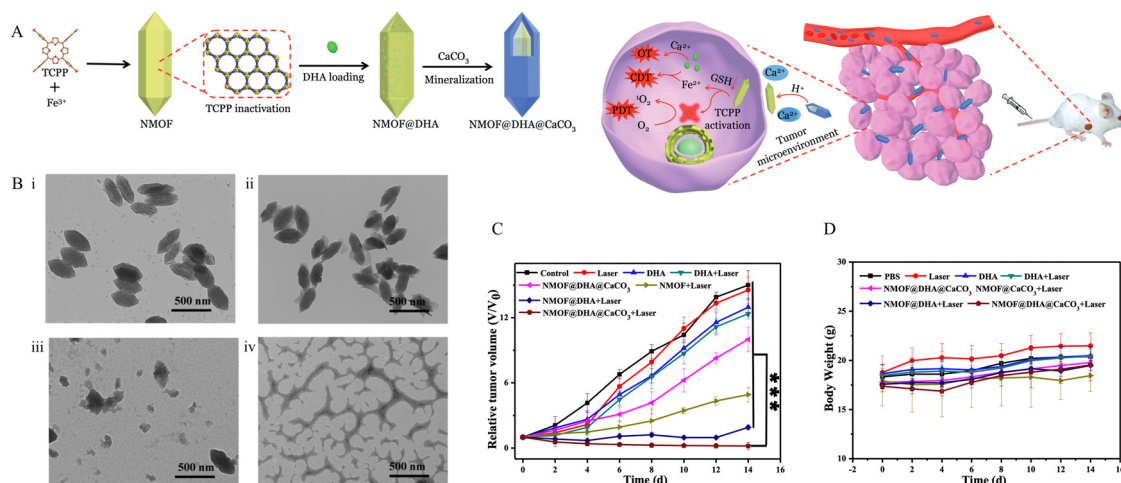 A
TCPP
+
Fe³⁺
NMOF
TCPP inactivation
DHA loading
NMOF@DHA
CaCO₃
Mineralization
NMOF@DHA@CaCO₃
OT
Ca²⁺
CDT
Fe²⁺
GSH
PDT
¹O₂
O₂
TCPP
activation
Ca²⁺
H⁺
Ca²⁺
Tumor
microenvironment
B
i
500 nm
ii
500 nm
iii
500 nm
iv
500 nm
C
Control
Laser
DHA
DHA+Laser
NMOF@DHA@CaCO₃
NMOF+Laser
NMOF@DHA+Laser
NMOF@DHA@CaCO₃+Laser
Relative tumor volume (V/V₀)
12
9
6
3
0
0 2 4 6 8 10 12 14 16
Time (d)
***
D
PBS
Laser
DHA
DHA+Laser
NMOF@DHA@CaCO₃
NMOF@CaCO₃+Laser
NMOF@DHA+Laser
NMOF@DHA@CaCO₃+Laser
Body Weight (g)
30
25
20
15
10
-2 0 2 4 6 8 10 12 14 16
Time (d)